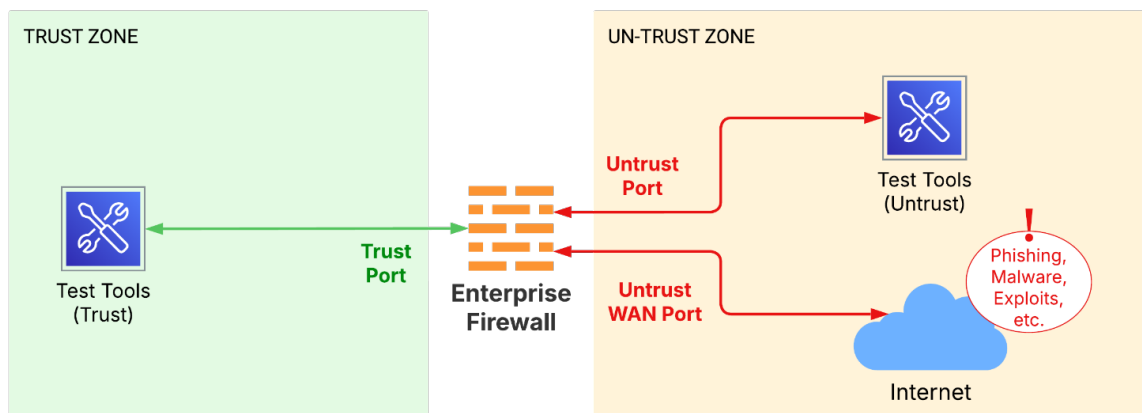 TRUST ZONE
UN-TRUST ZONE
Untrust
Port
Test Tools
(Untrust)
Trust
Port
Test Tools
(Trust)
Enterprise
Firewall
Untrust
WAN Port
!
Phishing,
Malware,
Exploits,
etc.
Internet